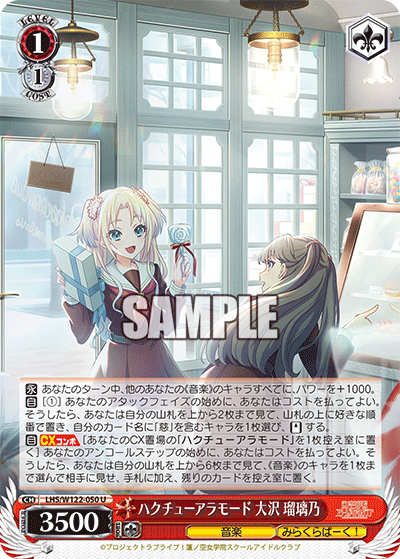 LEVEL
1
1
COST
SAMPLE
永 あなたのターン中、他のあなたの《音楽》のキャラすべてに、パワーを＋1000。
自 [①] あなたのアタックフェイズの始めに、あなたはコストを払ってよい。
そうしたら、あなたは自分の山札を上から2枚まで見て、山札の上に好きな順
番で置き、自分のカード名に「慈」を含むキャラを1枚選び、[ ]する。
自 CXコンボ [あなたのCX置場の「ハクチューアラモード」を1枚控え室に置
く] あなたのアンコールステップの始めに、あなたはコストを払ってよい。
そうしたら、あなたは自分の山札を上から6枚まで見て、《音楽》のキャラを1枚ま
で選んで相手に見せ、手札に加え、残りのカードを控え室に置く。
CH LHS/W122-050 U
ハクチューアラモード 大沢 瑠璃乃
3500
音楽
みらくらぱーく！
©プロジェクトラブライブ！蓮ノ空女学院スクールアイドルクラブ